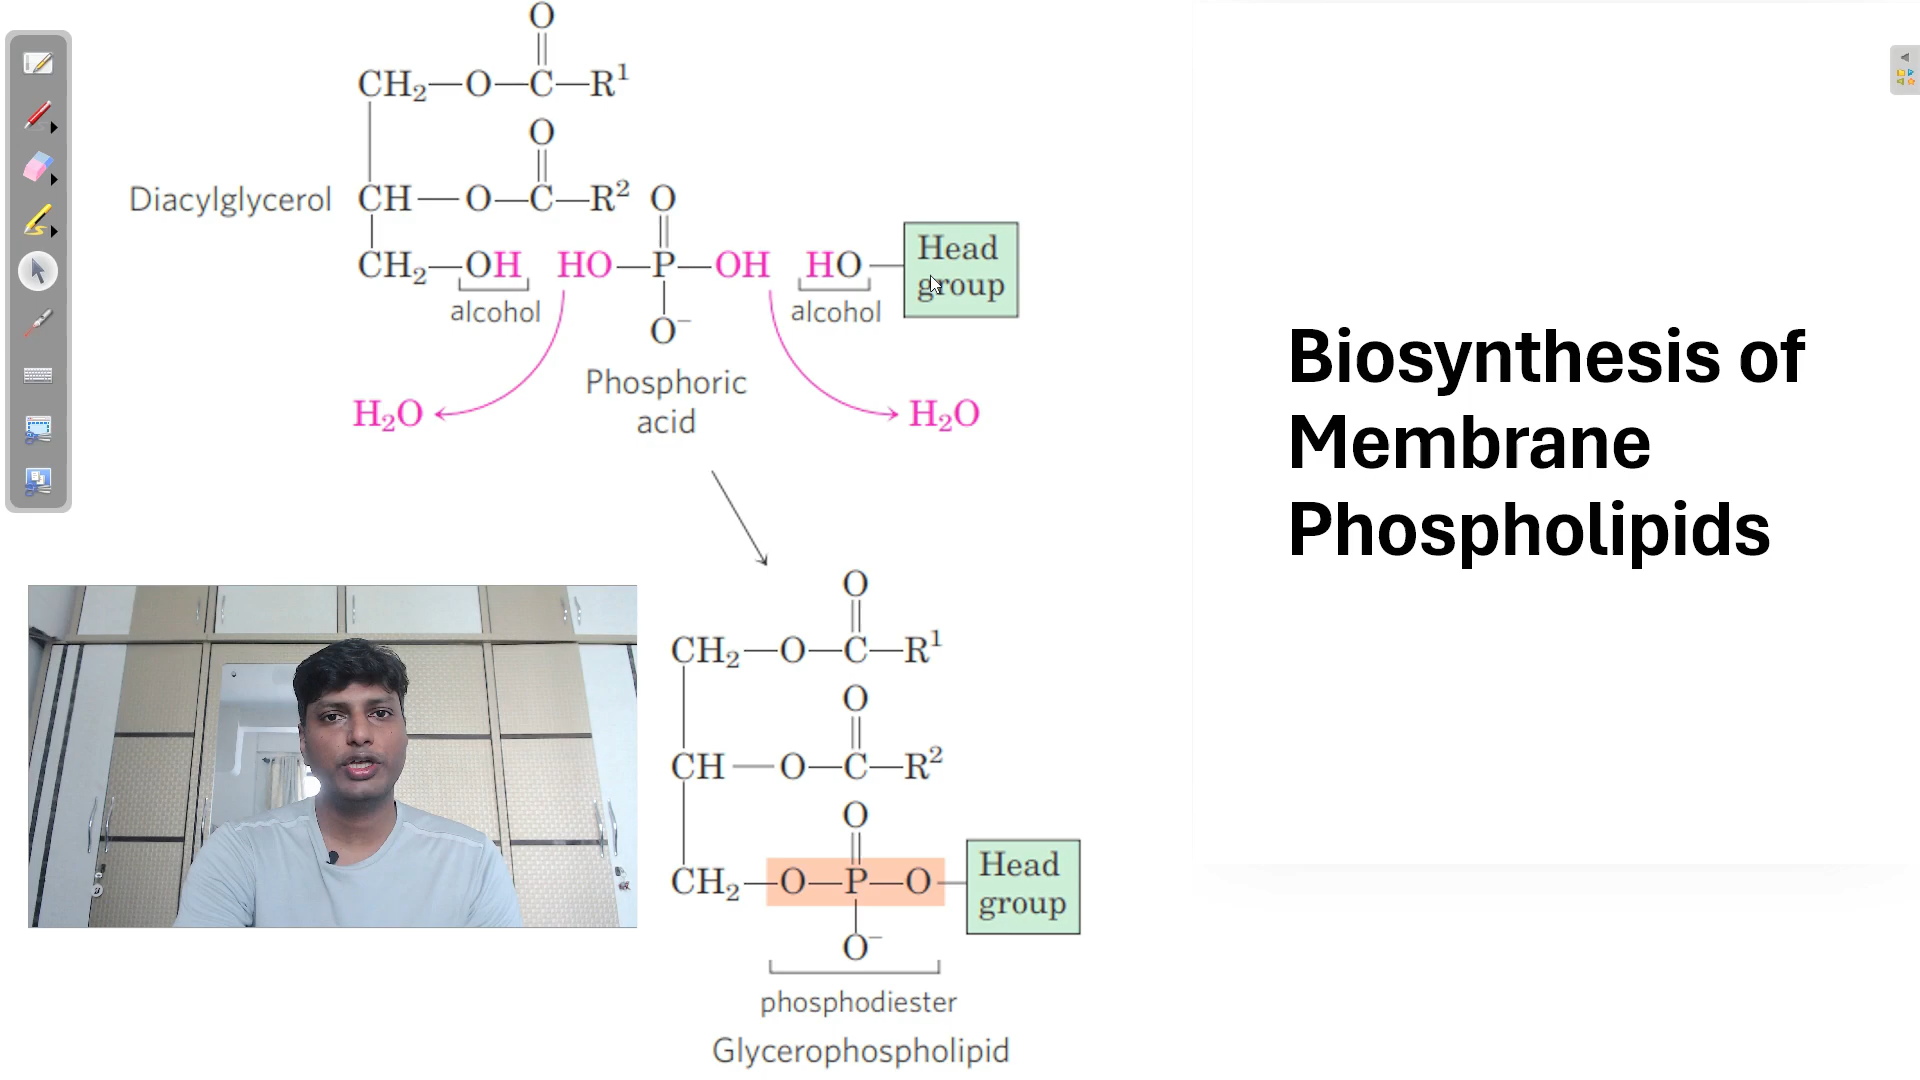 O
CH₂—O—C—R¹
O
Diacylglycerol CH—O—C—R² O
CH₂—OH HO—P—OH HO— Head group
alcohol
O⁻
alcohol
H₂O
Phosphoric
acid
H₂O
O
CH₂—O—C—R¹
O
CH—O—C—R²
O
CH₂—O—P—O— Head group
O⁻
phosphodiester
Glycerophospholipid
Biosynthesis of
Membrane
Phospholipids